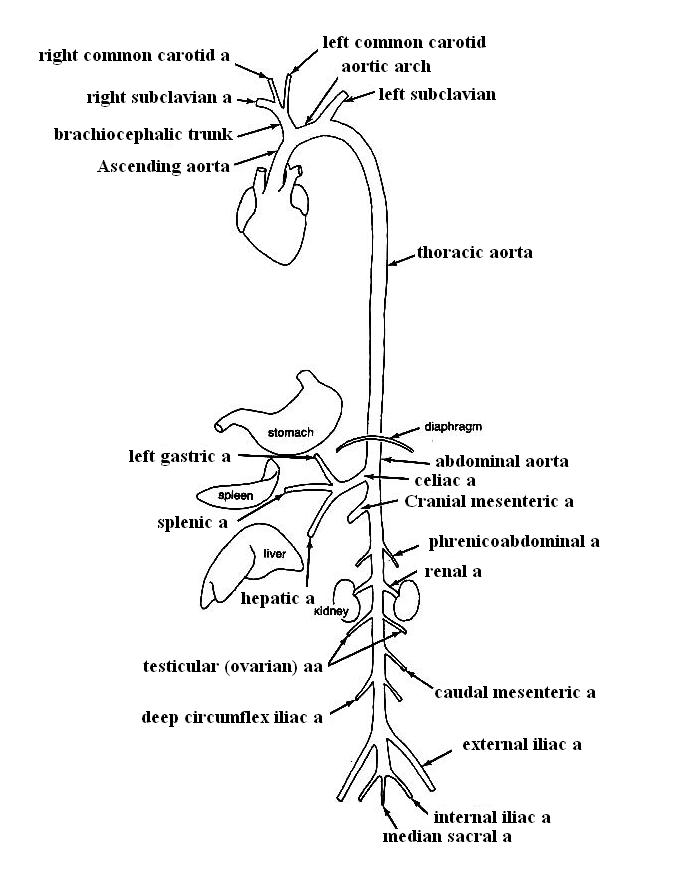 left common carotid
right common carotid a
aortic arch
right subclavian a
left subclavian
brachiocephalic trunk
Ascending aorta
thoracic aorta
diaphragm
stomach
left gastric a
abdominal aorta
celiac a
spleen
Cranial mesenteric a
splenic a
phrenicoabdominal a
liver
renal a
hepatic a
kidney
testicular (ovarian) aa
caudal mesenteric a
deep circumflex iliac a
external iliac a
internal iliac a
median sacral a